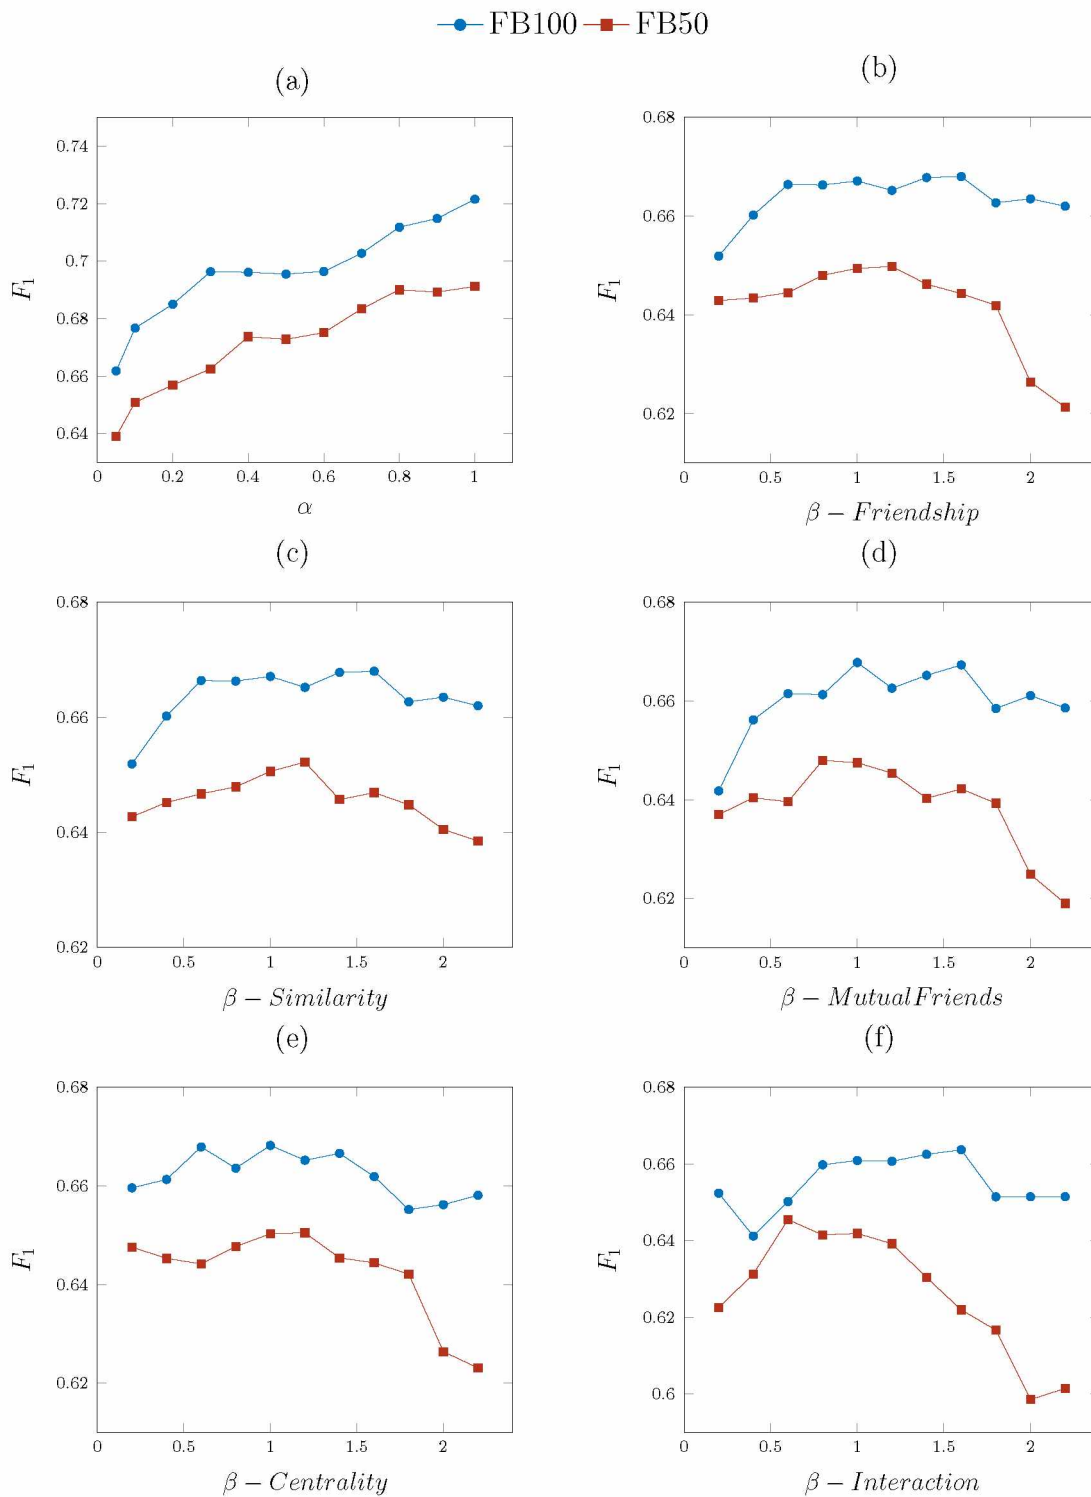 FB100 FB50
(a)
0.74
0.72
0.7
0.68
0.66
0.64
0 0.2 0.4 0.6 0.8 1
F1
α
(b)
0.68
0.66
0.64
0.62
0 0.5 1 1.5 2
F1
β − Friendship
(c)
0.68
0.66
0.64
0.62
0 0.5 1 1.5 2
F1
β − Similarity
(d)
0.68
0.66
0.64
0.62
0 0.5 1 1.5 2
F1
β − MutualFriends
(e)
0.68
0.66
0.64
0.62
0 0.5 1 1.5 2
F1
β − Centrality
(f)
0.68
0.66
0.64
0.62
0.6
0 0.5 1 1.5 2
F1
β − Interaction